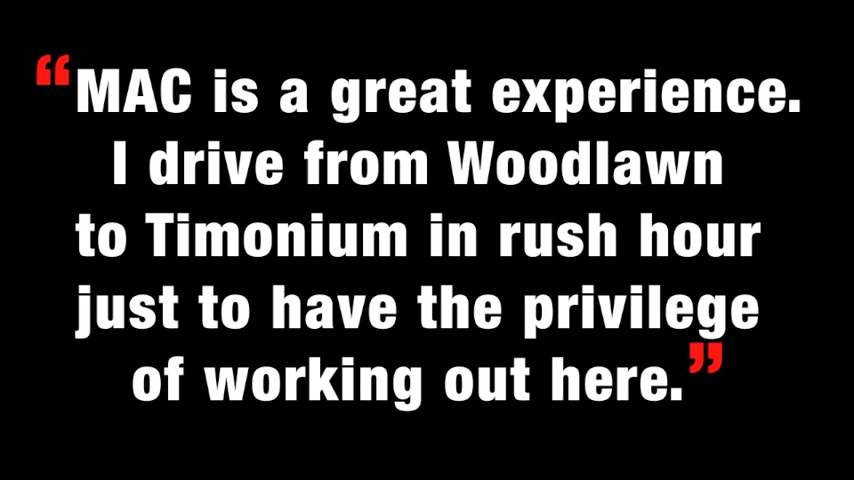 “MAC is a great experience.
I drive from Woodlawn
to Timonium in rush hour
just to have the privilege
of working out here.”